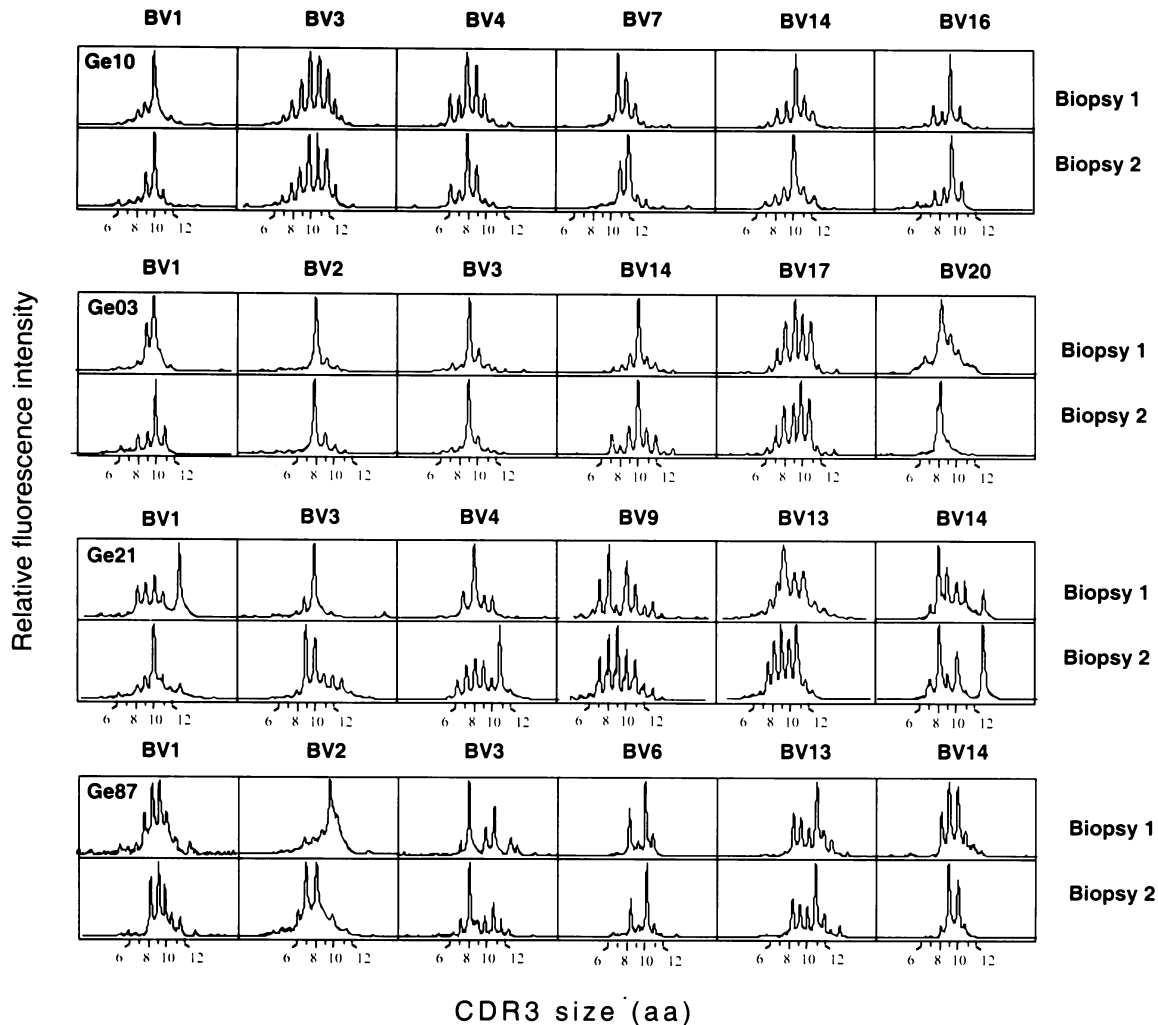 BV1 BV3 BV4 BV7 BV14 BV16
Ge10
Biopsy 1
Biopsy 2
6 8 10 12 6 8 10 12 6 8 10 12 6 8 10 12 6 8 10 12 6 8 10 12
BV1 BV2 BV3 BV14 BV17 BV20
Ge03
Biopsy 1
Biopsy 2
6 8 10 12 6 8 10 12 6 8 10 12 6 8 10 12 6 8 10 12 6 8 10 12
BV1 BV3 BV4 BV9 BV13 BV14
Ge21
Biopsy 1
Biopsy 2
6 8 10 12 6 8 10 12 6 8 10 12 6 8 10 12 6 8 10 12 6 8 10 12
BV1 BV2 BV3 BV6 BV13 BV14
Ge87
Biopsy 1
Biopsy 2
6 8 10 12 6 8 10 12 6 8 10 12 6 8 10 12 6 8 10 12 6 8 10 12
Relative fluorescence intensity
CDR3 size (aa)